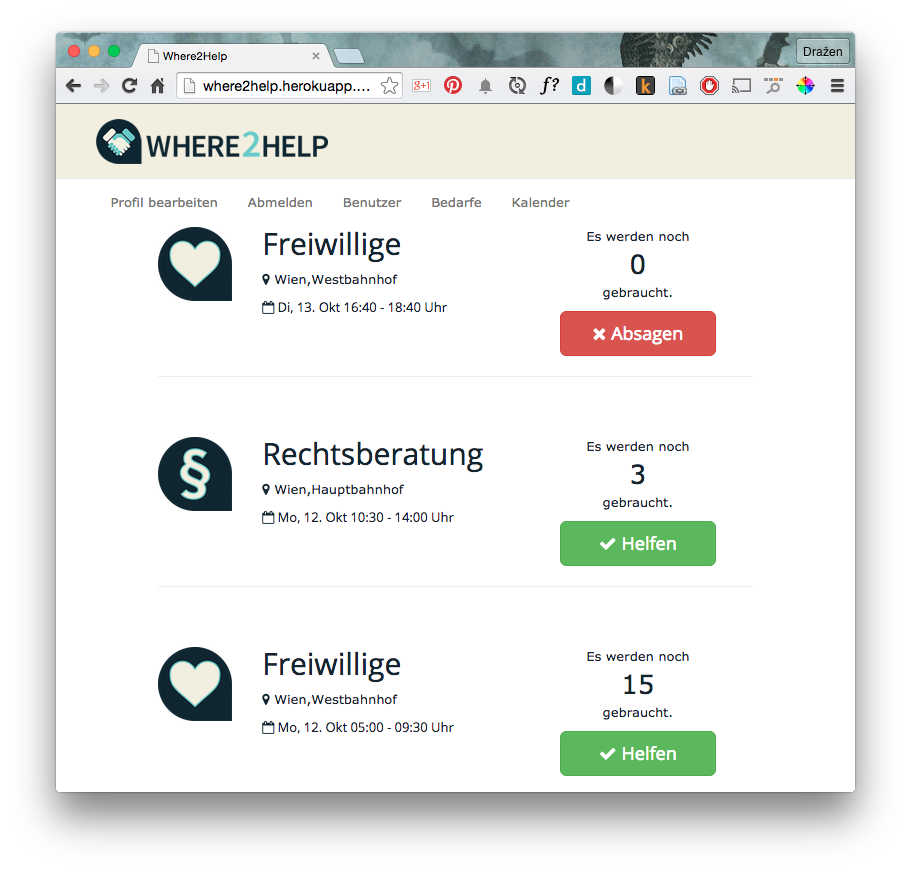 Where2Help
Dražen
where2help.herokuapp....
g+1
f?
d
k
WHERE2HELP
Profil bearbeiten Abmelden Benutzer Bedarfe Kalender
Freiwillige
Wien,Westbahnhof
Di, 13. Okt 16:40 - 18:40 Uhr
Es werden noch
0
gebraucht.
Absagen
§
Rechtsberatung
Wien,Hauptbahnhof
Mo, 12. Okt 10:30 - 14:00 Uhr
Es werden noch
3
gebraucht.
Helfen
Freiwillige
Wien,Westbahnhof
Mo, 12. Okt 05:00 - 09:30 Uhr
Es werden noch
15
gebraucht.
Helfen